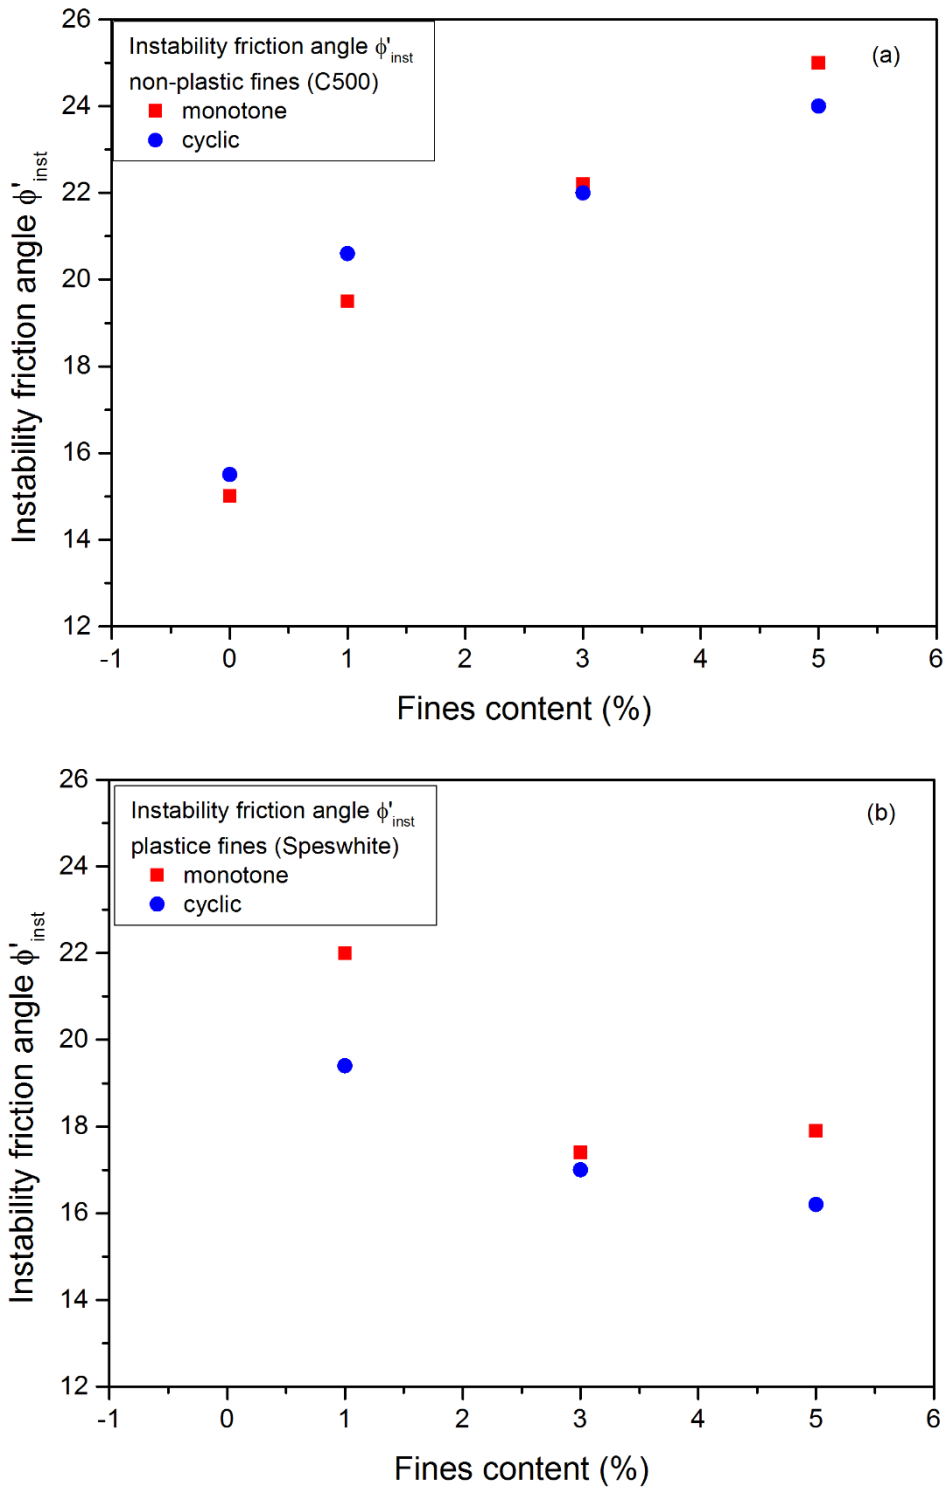 Instability friction angle ϕ'inst
non-plastic fines (C500)
monotone
cyclic
(a)
Instability friction angle ϕ'inst
26
24
22
20
18
16
14
12
-1 0 1 2 3 4 5 6
Fines content (%)
Instability friction angle ϕ'inst
plastice fines (Speswhite)
monotone
cyclic
(b)
Instability friction angle ϕ'inst
26
24
22
20
18
16
14
12
-1 0 1 2 3 4 5 6
Fines content (%)